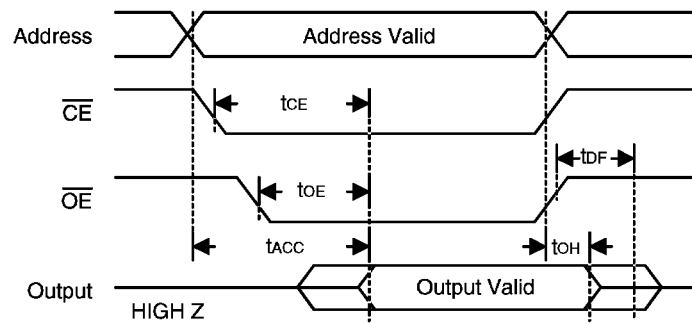 Address
Address Valid
CE
tCE
tDF
OE
tOE
tACC
tOH
Output
Output Valid
HIGH Z